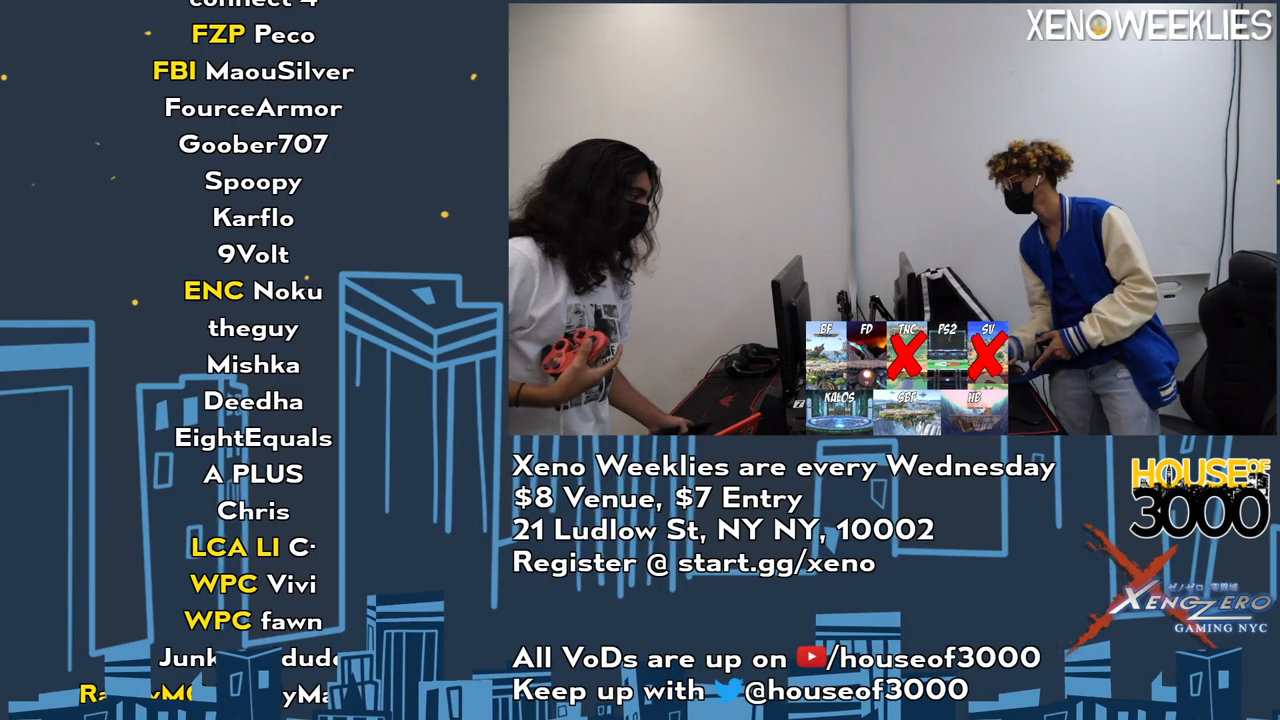 connect 4
FZP Peco
FBI MaouSilver
FourceArmor
Goober707
Spoopy
Karflo
9Volt
ENC Noku
theguy
Mishka
Deedha
EightEquals
A PLUS
Chris
LCA LI C·
WPC Vivi
WPC fawn
XENOWEEKLIES
BF FD TNC PS2 SV
KALOS SBF HB
Xeno Weeklies are every Wednesday
$8 Venue, $7 Entry
21 Ludlow St, NY NY, 10002
Register @ start.gg/xeno
All VoDs are up on /houseof3000
Keep up with @houseof3000
HOUSE OF
3000
XENOZERO
GAMING NYC